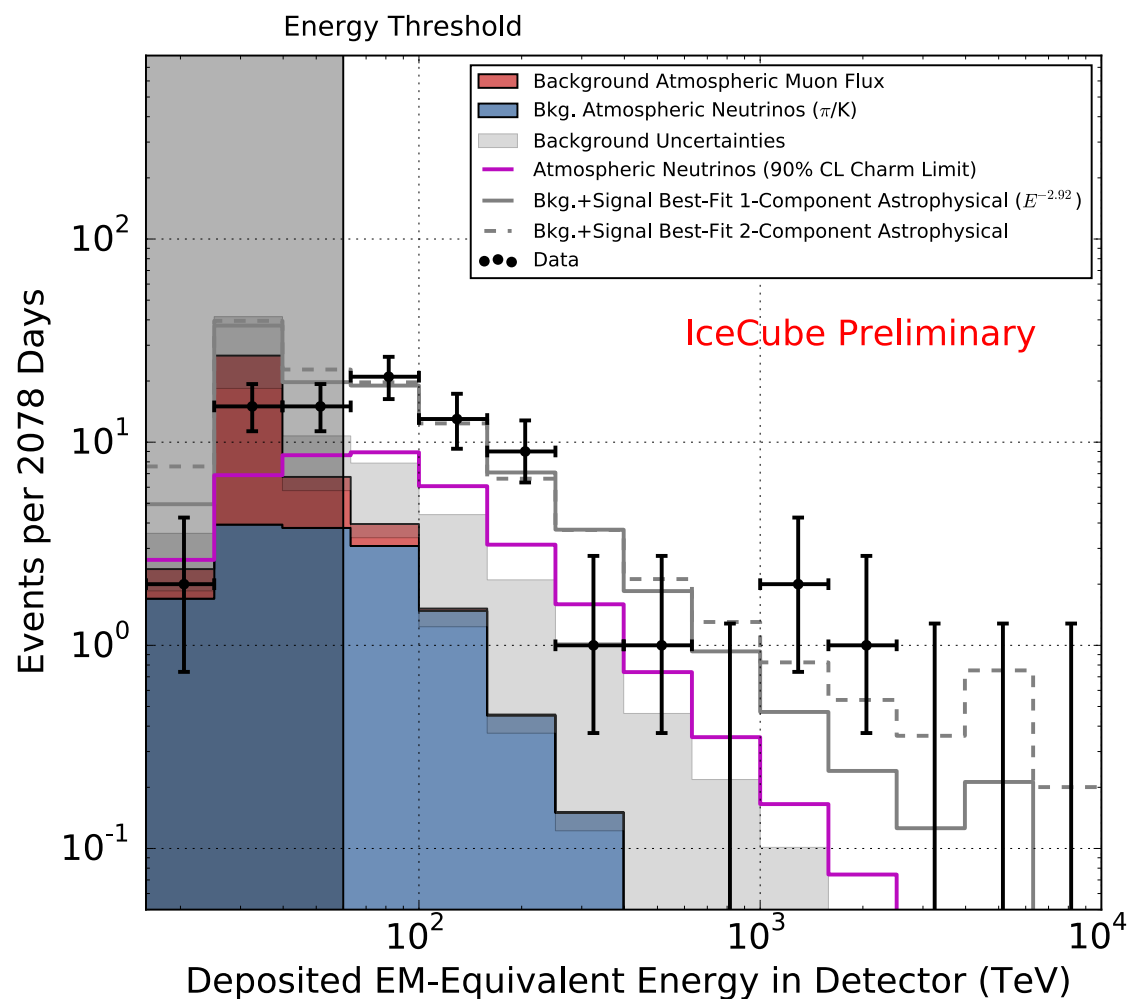 Energy Threshold
Background Atmospheric Muon Flux
Bkg. Atmospheric Neutrinos (π/K)
Background Uncertainties
Atmospheric Neutrinos (90% CL Charm Limit)
Bkg.+Signal Best-Fit 1-Component Astrophysical (E^{-2.92})
Bkg.+Signal Best-Fit 2-Component Astrophysical
Data
IceCube Preliminary
Events per 2078 Days
10^2
10^1
10^0
10^{-1}
10^2 10^3 10^4
Deposited EM-Equivalent Energy in Detector (TeV)